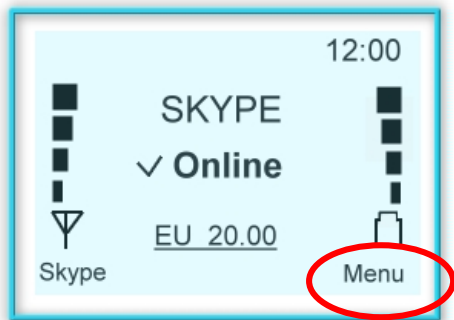 12:00
SKYPE
✓ Online
EU 20.00
Skype Menu